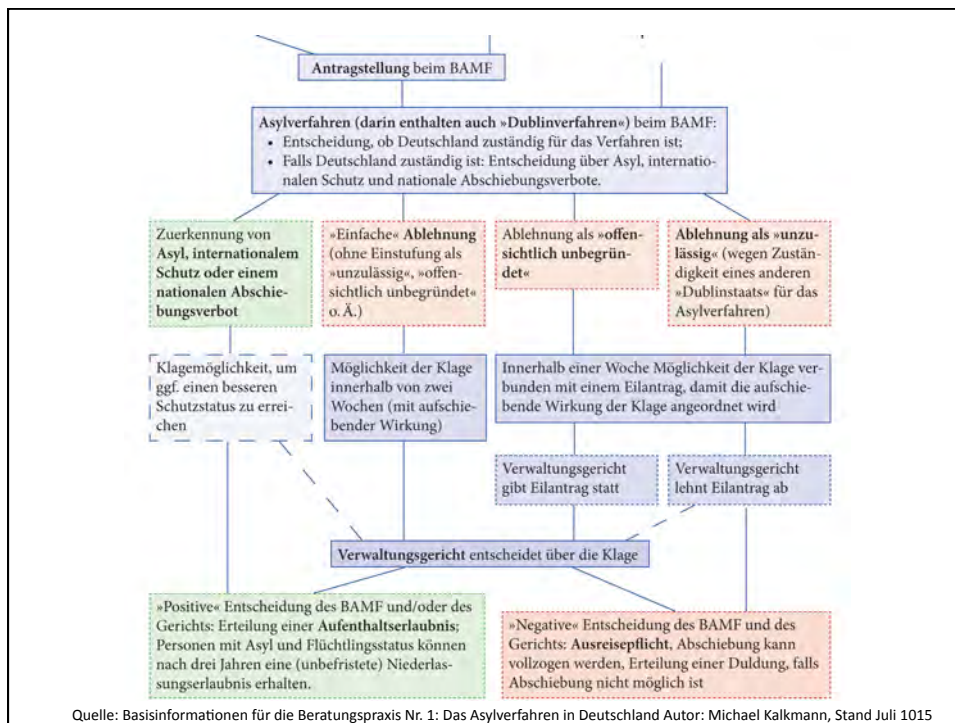 Antragstellung beim BAMF
Asylverfahren (darin enthalten auch »Dublinverfahren«) beim BAMF:
• Entscheidung, ob Deutschland zuständig für das Verfahren ist;
• Falls Deutschland zuständig ist: Entscheidung über Asyl, internatio-
nalen Schutz und nationale Abschiebungsverbote.
Zuerkennung von
Asyl, internationalem
Schutz oder einem
nationalen Abschie-
bungsverbot
»Einfache« Ablehnung
(ohne Einstufung als
»unzulässig«, »offen-
sichtlich unbegründet«
o. Ä.)
Ablehnung als »offen-
sichtlich unbegrün-
det«
Ablehnung als »unzu-
lässig« (wegen Zustän-
digkeit eines anderen
»Dublinstaats« für das
Asylverfahren)
Klagemöglichkeit, um
ggf. einen besseren
Schutzstatus zu errei-
chen
Möglichkeit der Klage
innerhalb von zwei
Wochen (mit aufschie-
bender Wirkung)
Innerhalb einer Woche Möglichkeit der Klage ver-
bunden mit einem Eilantrag, damit die aufschie-
bende Wirkung der Klage angeordnet wird
Verwaltungsgericht
gibt Eilantrag statt
Verwaltungsgericht
lehnt Eilantrag ab
Verwaltungsgericht entscheidet über die Klage
»Positive« Entscheidung des BAMF und/oder des
Gerichts: Erteilung einer Aufenthaltserlaubnis;
Personen mit Asyl und Flüchtlingsstatus können
nach drei Jahren eine (unbefristete) Niederlas-
sungserlaubnis erhalten.
»Negative« Entscheidung des BAMF und des
Gerichts: Ausreisepflicht, Abschiebung kann
vollzogen werden, Erteilung einer Duldung, falls
Abschiebung nicht möglich ist
Quelle: Basisinformationen für die Beratungspraxis Nr. 1: Das Asylverfahren in Deutschland Autor: Michael Kalkmann, Stand Juli 1015